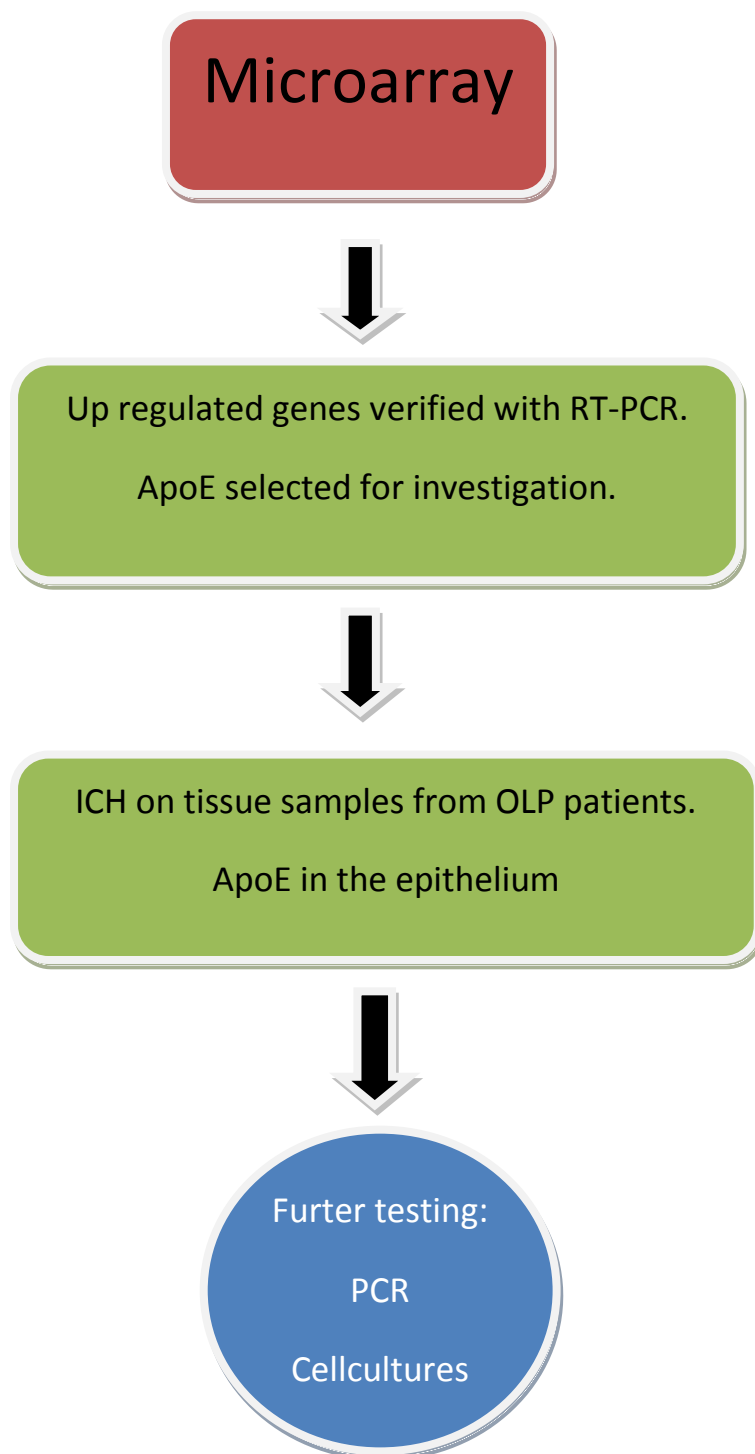 Microarray
Up regulated genes verified with RT-PCR.
ApoE selected for investigation.
ICH on tissue samples from OLP patients.
ApoE in the epithelium
Furter testing:
PCR
Cellcultures